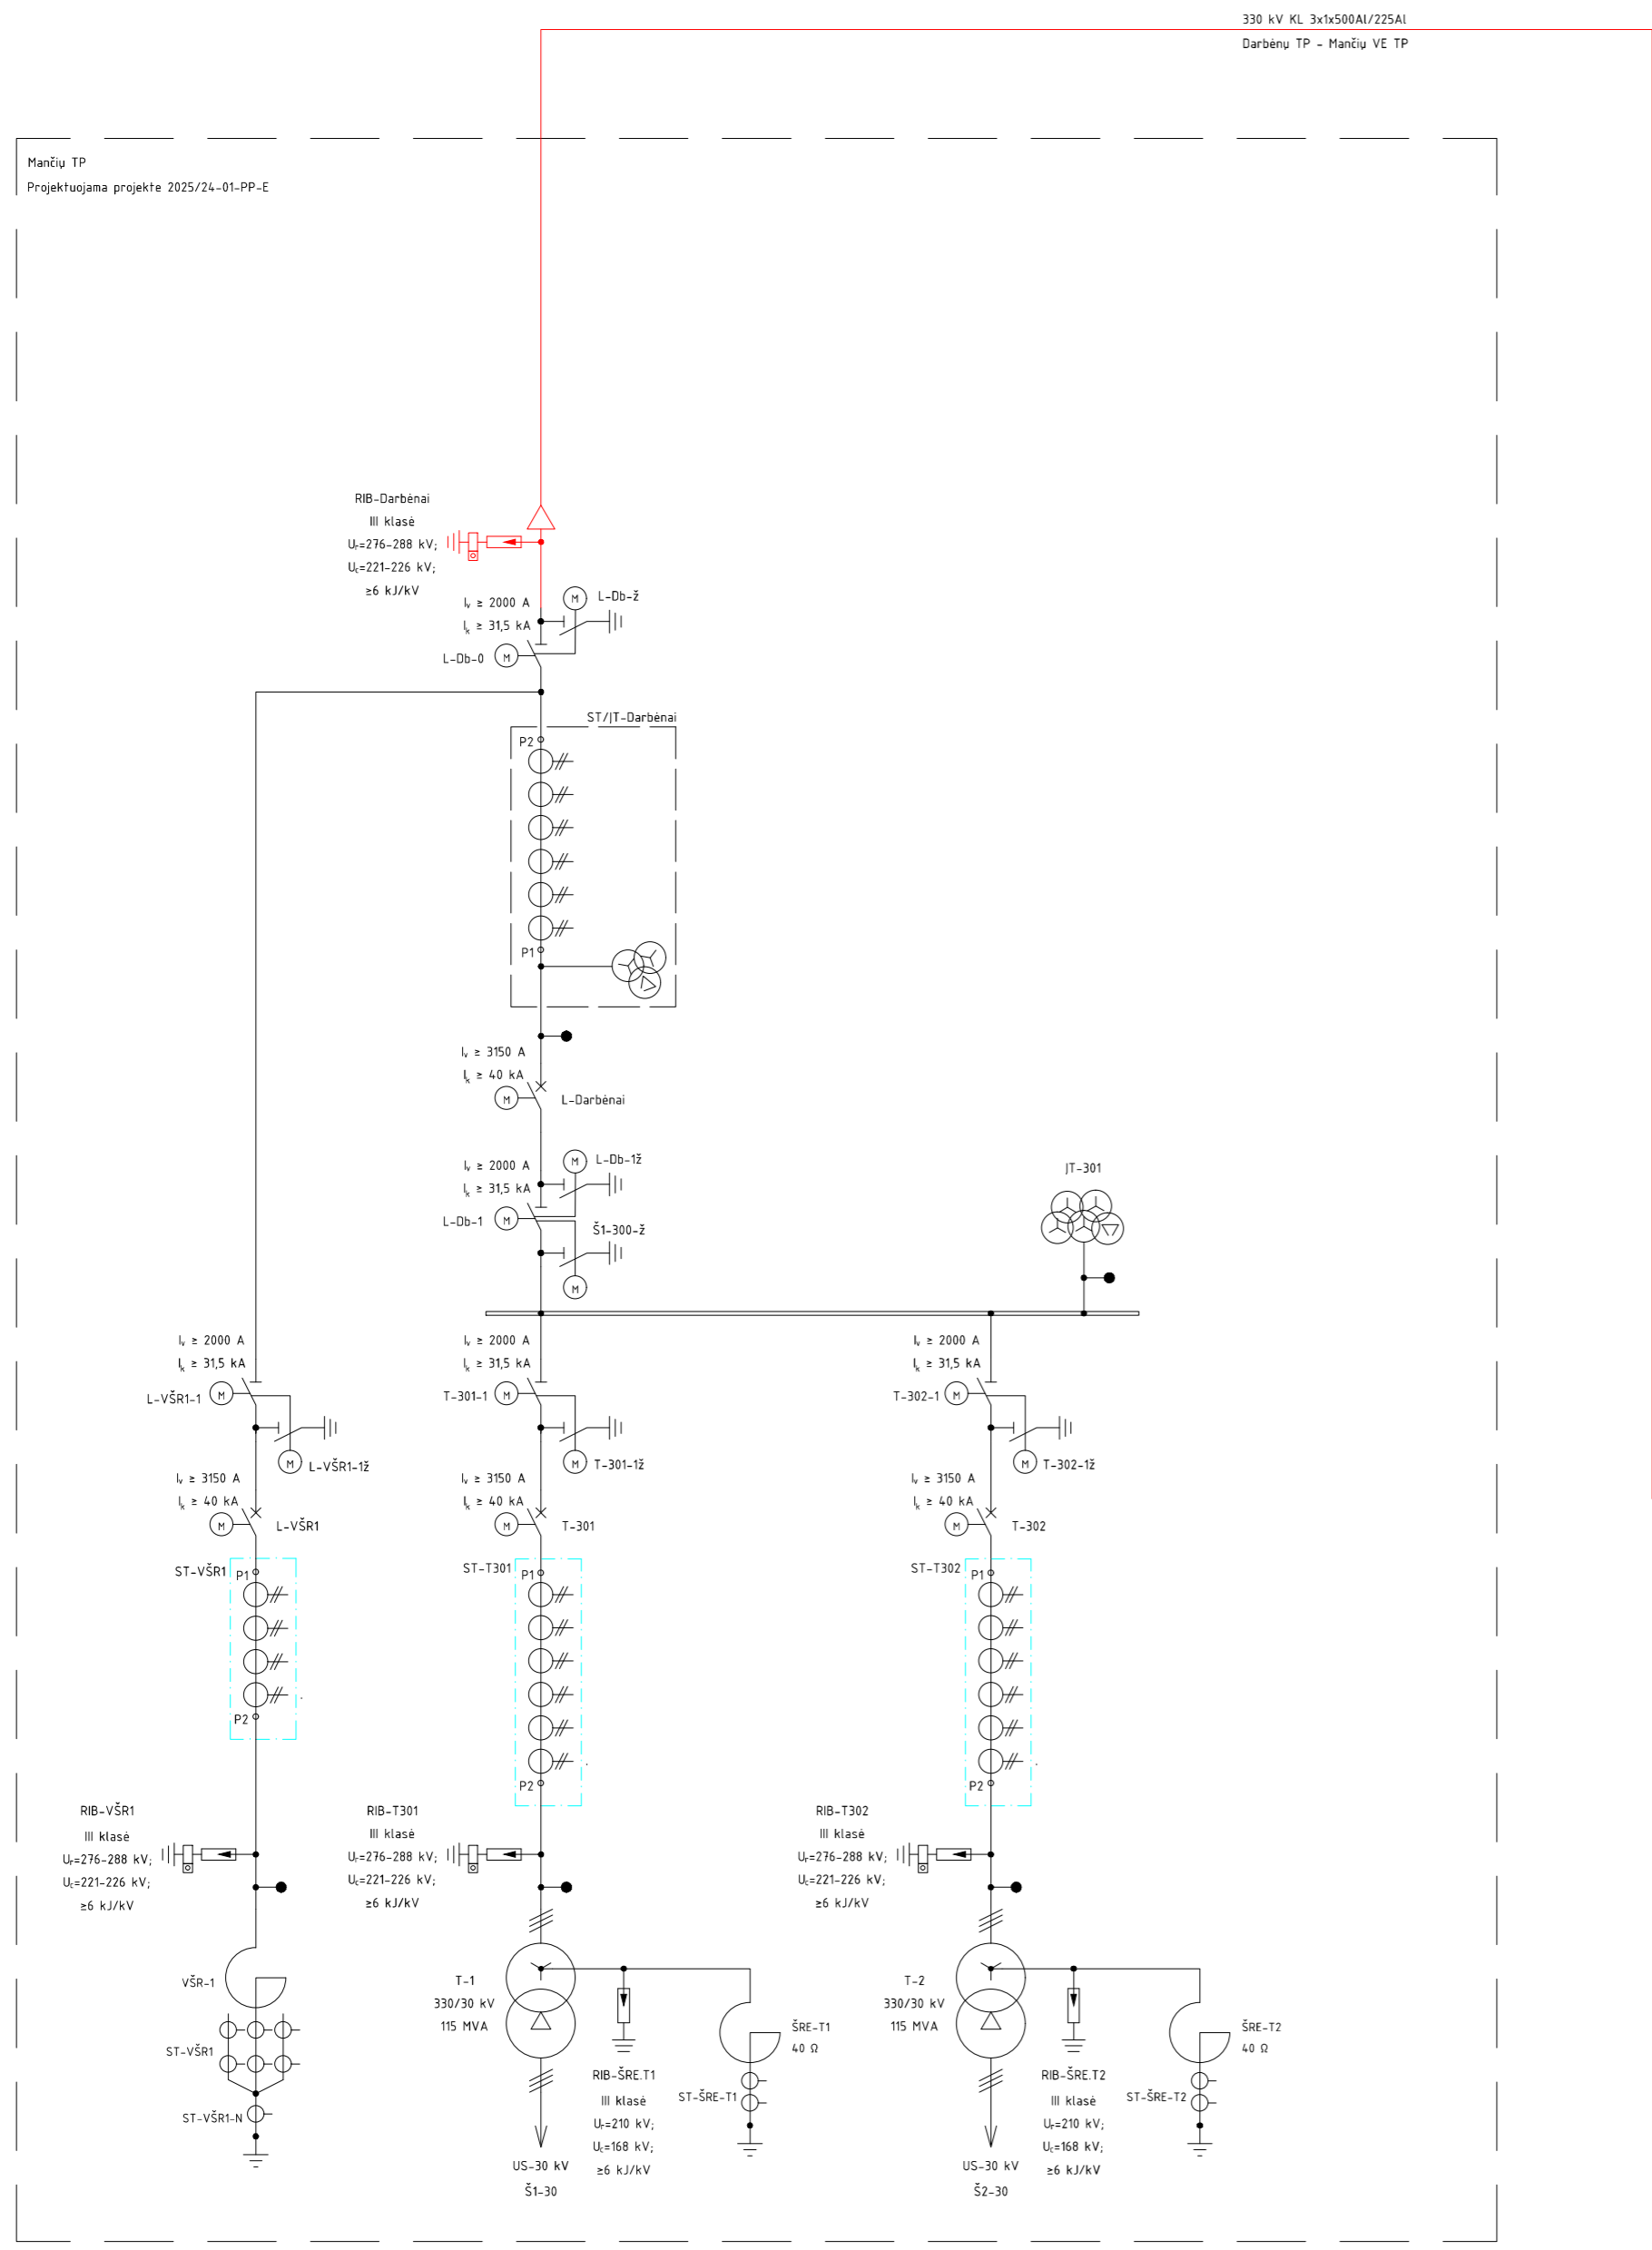 330 kV KL 3x1x500Al/225Al
Darbėnų TP - Mančių VE TP
Mančių TP
Projektuojama projekte 2025/24-01-PP-E
RIB-Darbėnai
III klasė
Ur=276-288 kV;
Uc=221-226 kV;
≥6 kJ/kV
Iv ≥ 2000 A
Ik ≥ 31,5 kA
M
L-Db-ž
L-Db-0
M
ST/JT-Darbėnai
P2
P1
Iv ≥ 3150 A
Ik ≥ 40 kA
M
L-Darbėnai
Iv ≥ 2000 A
Ik ≥ 31,5 kA
M
L-Db-1ž
L-Db-1
M
Š1-300-ž
M
JT-301
Iv ≥ 2000 A
Ik ≥ 31,5 kA
L-VŠR1-1
M
M
L-VŠR1-1ž
Iv ≥ 3150 A
Ik ≥ 40 kA
M
L-VŠR1
ST-VŠR1
P1
P2
RIB-VŠR1
III klasė
Ur=276-288 kV;
Uc=221-226 kV;
≥6 kJ/kV
VŠR-1
ST-VŠR1
ST-VŠR1-N
Iv ≥ 2000 A
Ik ≥ 31,5 kA
T-301-1
M
M
T-301-1ž
Iv ≥ 3150 A
Ik ≥ 40 kA
M
T-301
ST-T301
P1
P2
RIB-T301
III klasė
Ur=276-288 kV;
Uc=221-226 kV;
≥6 kJ/kV
T-1
330/30 kV
115 MVA
ŠRE-T1
40 Ω
RIB-ŠRE.T1
III klasė
Ur=210 kV;
Uc=168 kV;
≥6 kJ/kV
ST-ŠRE-T1
US-30 kV
Š1-30
Iv ≥ 2000 A
Ik ≥ 31,5 kA
T-302-1
M
M
T-302-1ž
Iv ≥ 3150 A
Ik ≥ 40 kA
M
T-302
ST-T302
P1
P2
RIB-T302
III klasė
Ur=276-288 kV;
Uc=221-226 kV;
≥6 kJ/kV
T-2
330/30 kV
115 MVA
ŠRE-T2
40 Ω
RIB-ŠRE.T2
III klasė
Ur=210 kV;
Uc=168 kV;
≥6 kJ/kV
ST-ŠRE-T2
US-30 kV
Š2-30